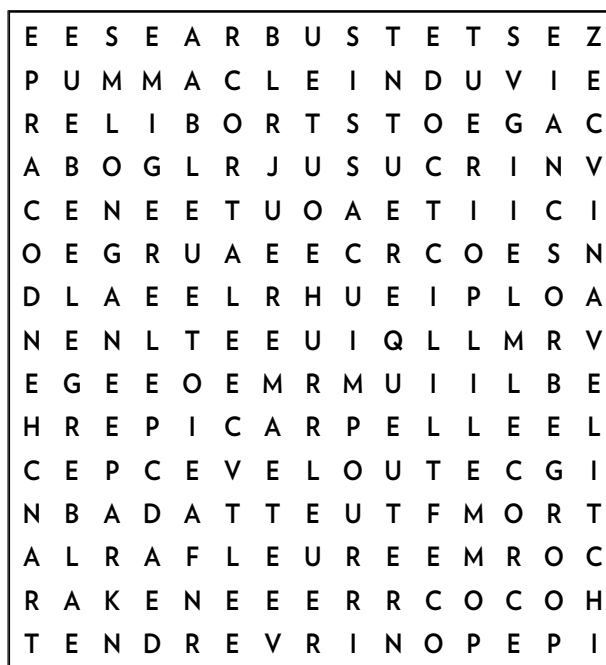 E E S E A R B U S T E T S E Z
P U M M A C L E I N D U V I E
R E L I B O R T S T O E G A C
A B O G L R J U S U C R I N V
C E N E E T U O A E T I I C I
O E G R U A E E C R C O E S N
D L A E E L R H U E I P L O A
N E N L T E E U I Q L L M R V
E G E E O E M R M U I I L B E
H R E P I C A R P E L L E E L
C E P C E V E L O U T E C G I
N B A D A T T E U T F M O R T
A L R A F L E U R E E M R O C
R A K E N E E E R R C O C O H
T E N D R E V R I N O P E P I